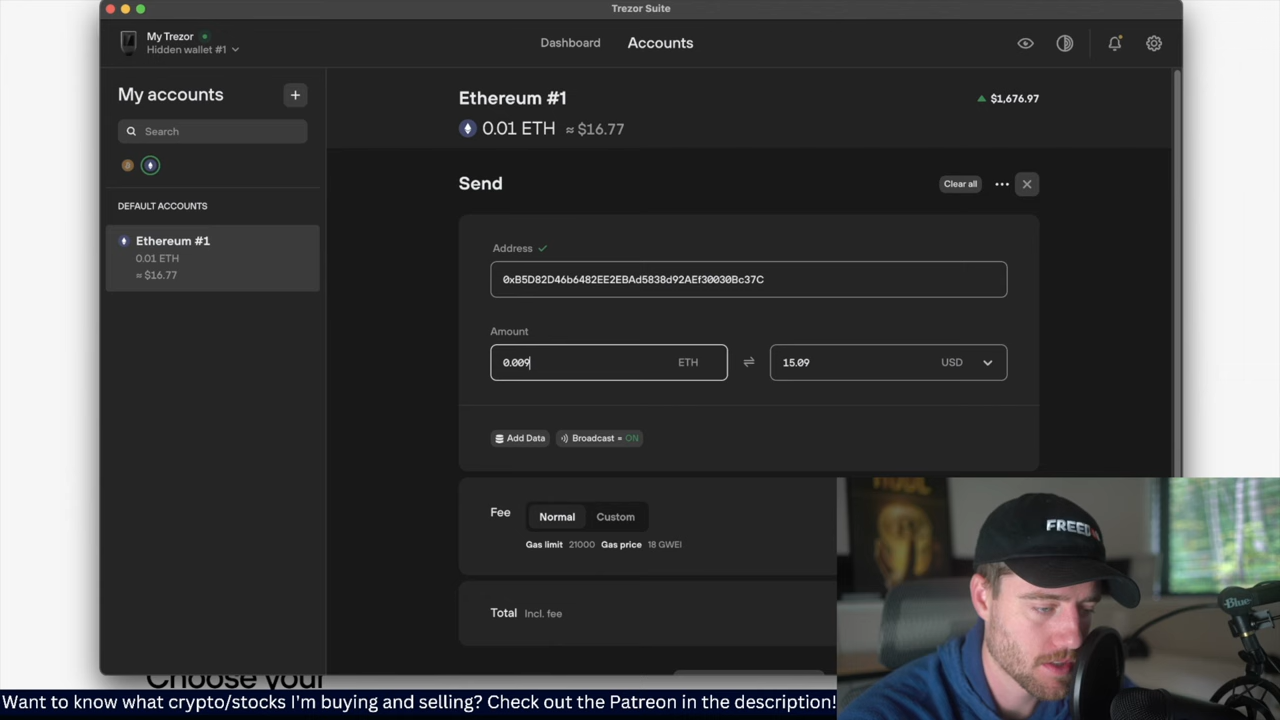 Trezor Suite
My Trezor
Hidden wallet #1
Dashboard
Accounts
My accounts
Search
DEFAULT ACCOUNTS
Ethereum #1
0.01 ETH
≈ $16.77
Ethereum #1
$1,676.97
0.01 ETH ≈ $16.77
Send
Clear all
Address
0xB5D82D46b6482EE2EBAd5838d92AEf30030Bc37C
Amount
0.009 ETH
15.09 USD
Add Data
Broadcast = ON
Fee
Normal
Custom
Gas limit 21000 Gas price 18 GWEI
Total Incl. fee
Choose your
Want to know what crypto/stocks I'm buying and selling? Check out the Patreon in the description!